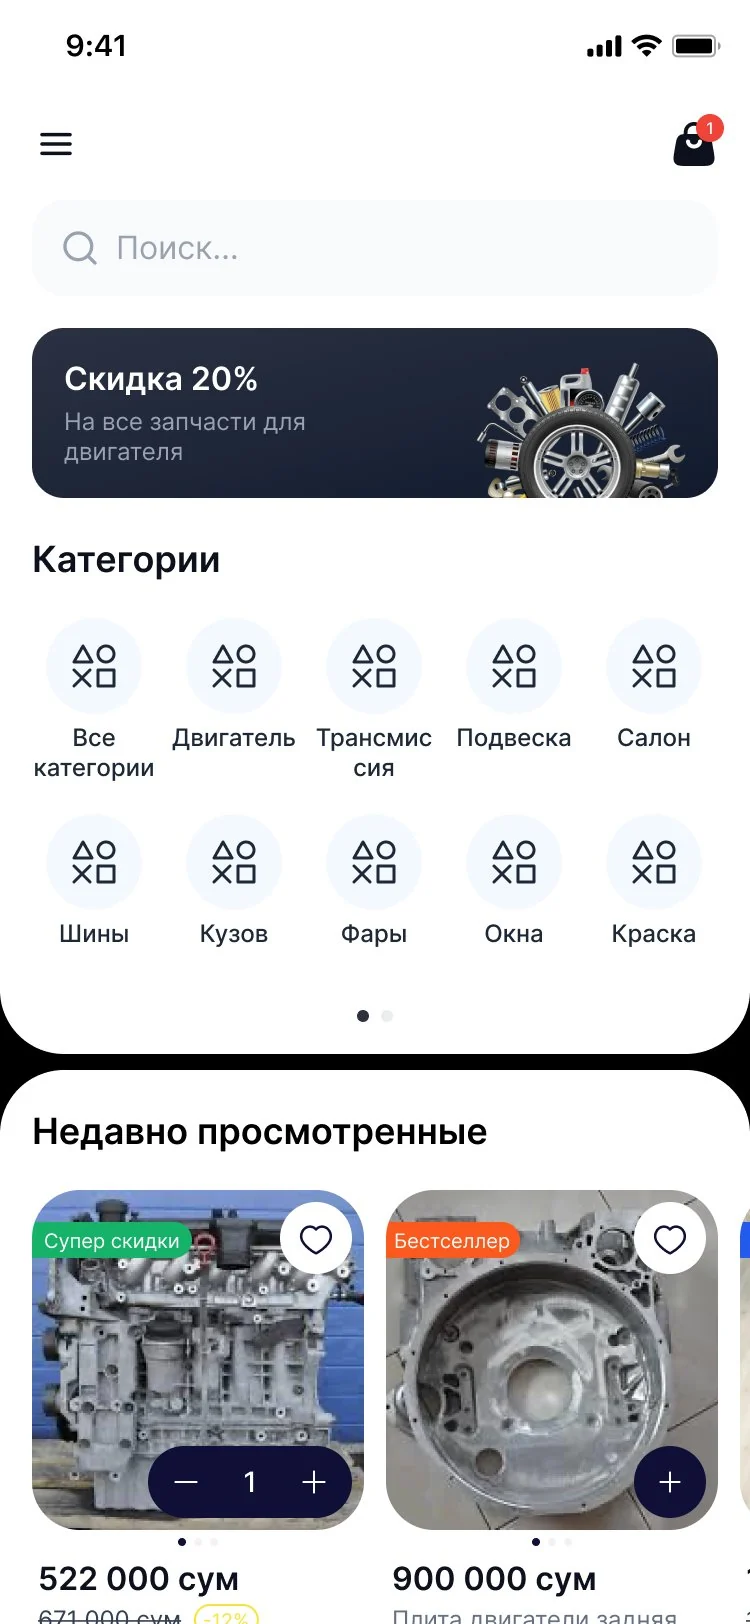 9:41
1
Поиск...
Скидка 20%
На все запчасти для
двигателя
Категории
Все
категории
Двигатель
Трансмис
сия
Подвеска
Салон
Шины
Кузов
Фары
Окна
Краска
Недавно просмотренные
Супер скидки
Бестселлер
1
522 000 сум
900 000 сум
671 000 сум
-12%
Плита двигатели задняя